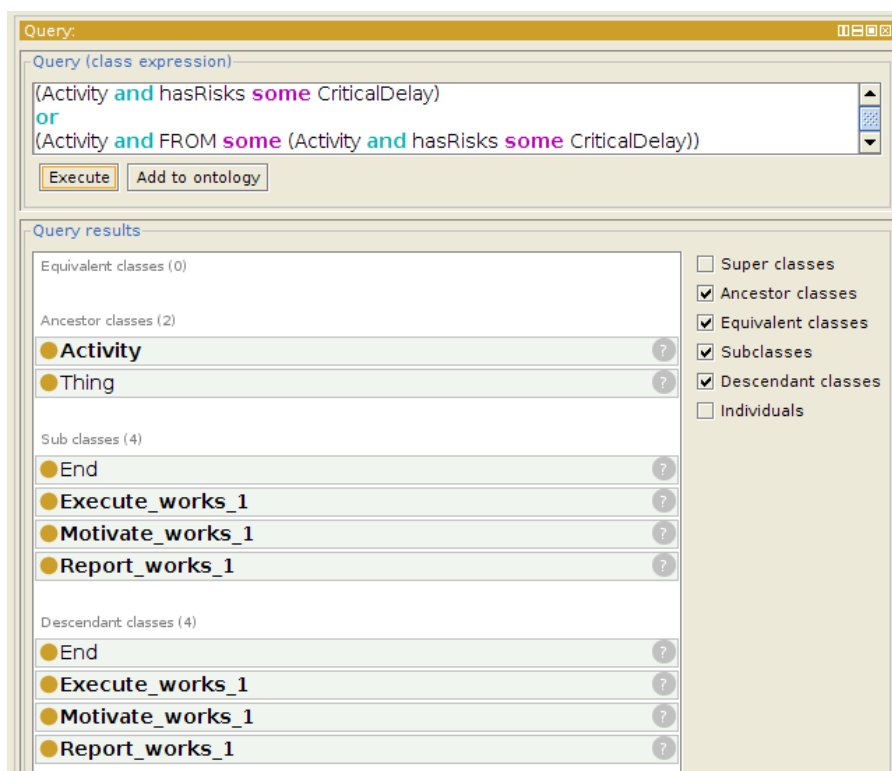 Query:
Query (class expression)
(Activity and hasRisks some CriticalDelay)
or
(Activity and FROM some (Activity and hasRisks some CriticalDelay))
Execute
Add to ontology
Query results
Equivalent classes (0)
Ancestor classes (2)
Activity ?
Thing ?
Sub classes (4)
End ?
Execute_works_1 ?
Motivate_works_1 ?
Report_works_1 ?
Descendant classes (4)
End ?
Execute_works_1 ?
Motivate_works_1 ?
Report_works_1 ?
Super classes
Ancestor classes
Equivalent classes
Subclasses
Descendant classes
Individuals